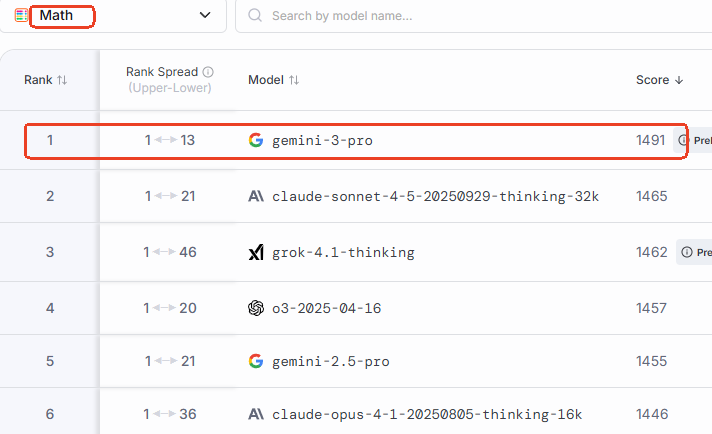 Math
Search by model name...
Rank Rank Spread (Upper-Lower) Model Score
1 1 13 gemini-3-pro 1491
2 1 21 claude-sonnet-4-5-20250929-thinking-32k 1465
3 1 46 grok-4.1-thinking 1462 Pre
4 1 20 o3-2025-04-16 1457
5 1 21 gemini-2.5-pro 1455
6 1 36 claude-opus-4-1-20250805-thinking-16k 1446